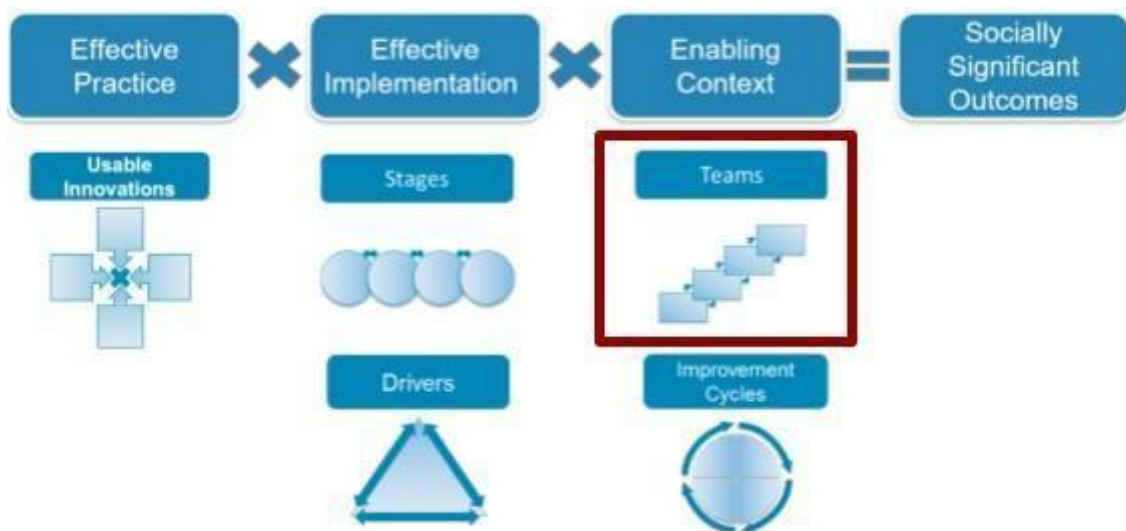 Effective
Practice
Effective
Implementation
Enabling
Context
Socially
Significant
Outcomes
Usable
Innovations
Stages
Teams
Drivers
Improvement
Cycles